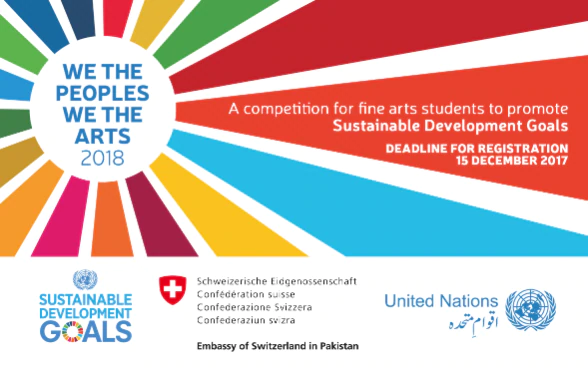 WE THE
PEOPLES
WE THE
ARTS
2018
A competition for fine arts students to promote
Sustainable Development Goals
DEADLINE FOR REGISTRATION
15 DECEMBER 2017
SUSTAINABLE
DEVELOPMENT
GOALS
Schweizerische Eidgenossenschaft
Confédération suisse
Confederazione Svizzera
Confederaziun svizra
Embassy of Switzerland in Pakistan
United Nations
اقوامِ متحدہ